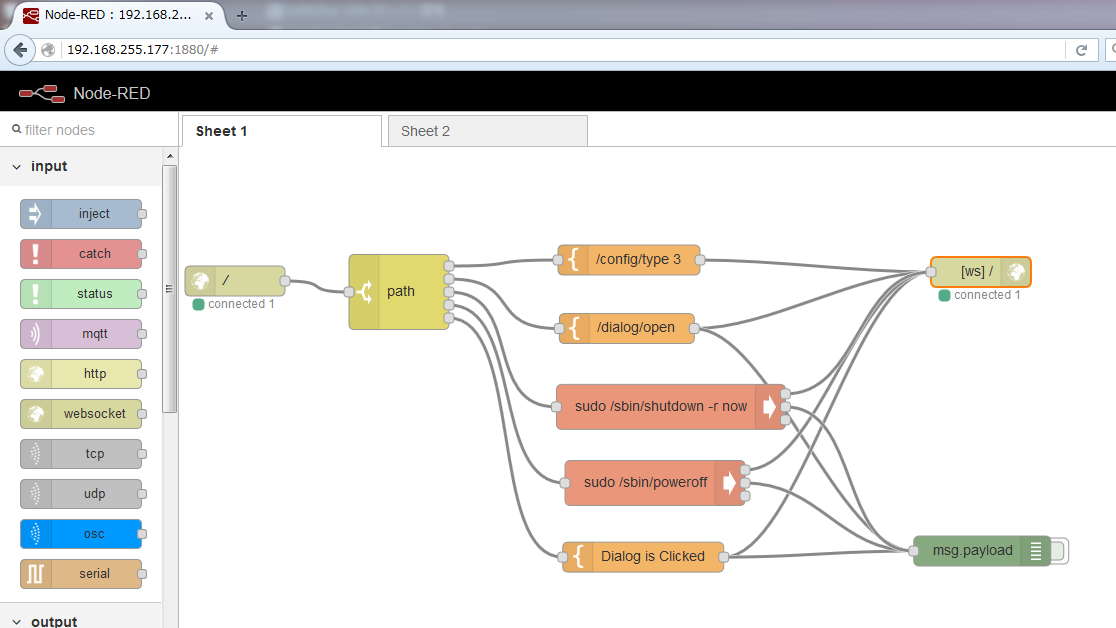 Node-RED : 192.168.2...
192.168.255.177:1880/#
Node-RED
filter nodes
Sheet 1
Sheet 2
input
inject
catch
status
mqtt
http
websocket
tcp
udp
osc
serial
output
/
connected 1
path
/config/type 3
/dialog/open
sudo /sbin/shutdown -r now
sudo /sbin/poweroff
Dialog is Clicked
[ws] /
connected 1
msg.payload